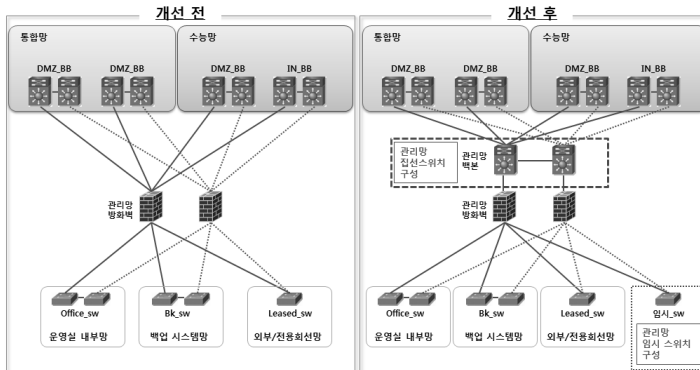 개선 전
통합망
수능망
DMZ_BB
DMZ_BB
DMZ_BB
IN_BB
관리망
방화벽
Office_sw
Bk_sw
Leased_sw
운영실 내부망
백업 시스템망
외부/전용회선망
개선 후
통합망
수능망
DMZ_BB
DMZ_BB
DMZ_BB
IN_BB
관리망
집선스위치
구성
관리망
백본
관리망
방화벽
Office_sw
Bk_sw
Leased_sw
임시_sw
운영실 내부망
백업 시스템망
외부/전용회선망
관리망
임시 스위치
구성